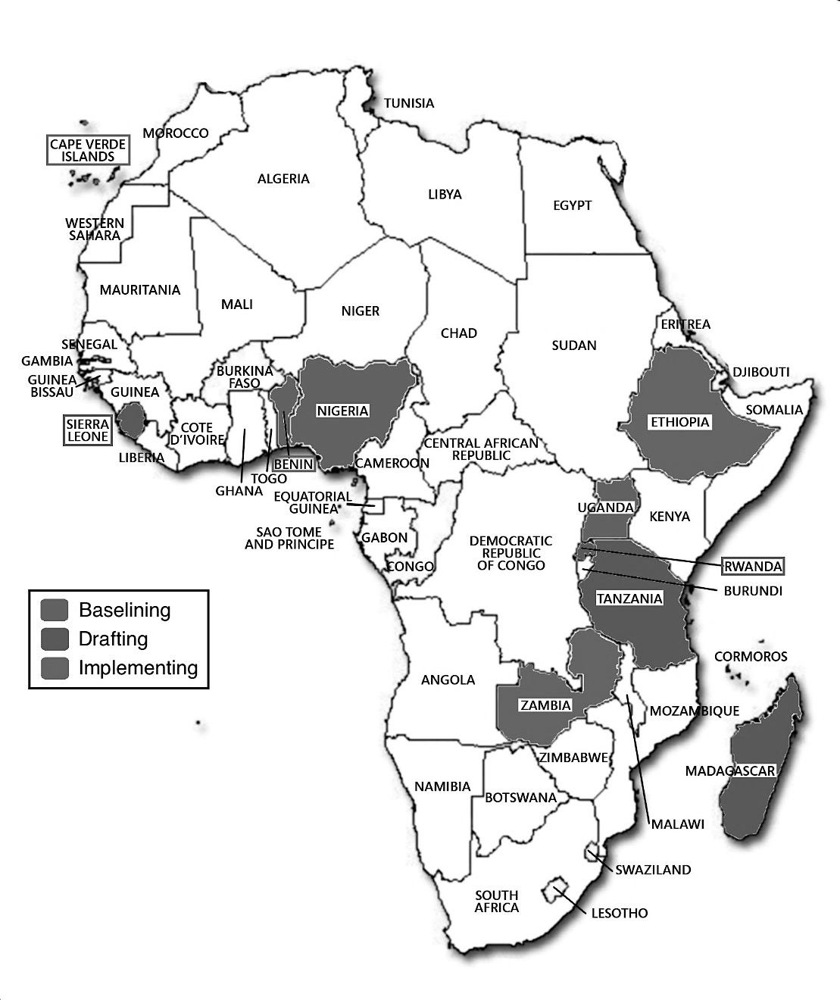 TUNISIA
MOROCCO
CAPE VERDE
ISLANDS
ALGERIA
LIBYA
EGYPT
WESTERN
SAHARA
MAURITANIA
MALI
NIGER
CHAD
SUDAN
ERITREA
SENEGAL
GAMBIA
GUINEA
BISSAU
GUINEA
BURKINA
FASO
DJIBOUTI
SOMALIA
NIGERIA
ETHIOPIA
SIERRA
LEONE
COTE
D'IVOIRE
CENTRAL AFRICAN
REPUBLIC
LIBERIA
BENIN
CAMEROON
TOGO
GHANA
EQUATORIAL
GUINEA
UGANDA
KENYA
SAO TOME
AND PRINCIPE
GABON
DEMOCRATIC
REPUBLIC
OF CONGO
CONGO
RWANDA
BURUNDI
TANZANIA
Baselining
Drafting
Implementing
CORMOROS
ANGOLA
ZAMBIA
MOZAMBIQUE
ZIMBABWE
MADAGASCAR
NAMIBIA
BOTSWANA
MALAWI
SWAZILAND
SOUTH
AFRICA
LESOTHO